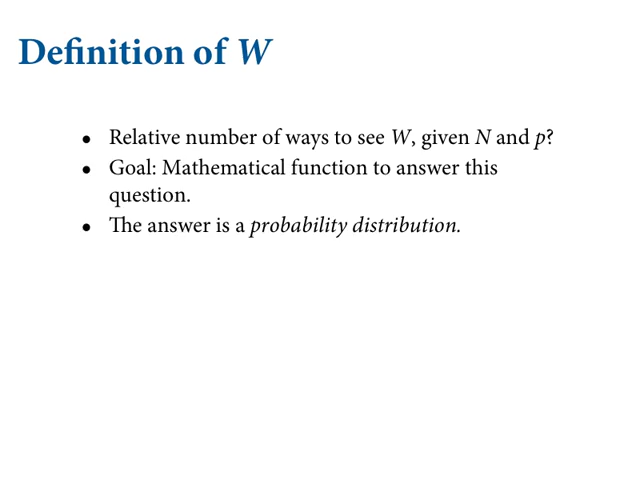 Definition of W
• Relative number of ways to see W, given N and p?
• Goal: Mathematical function to answer this
question.
• The answer is a probability distribution.